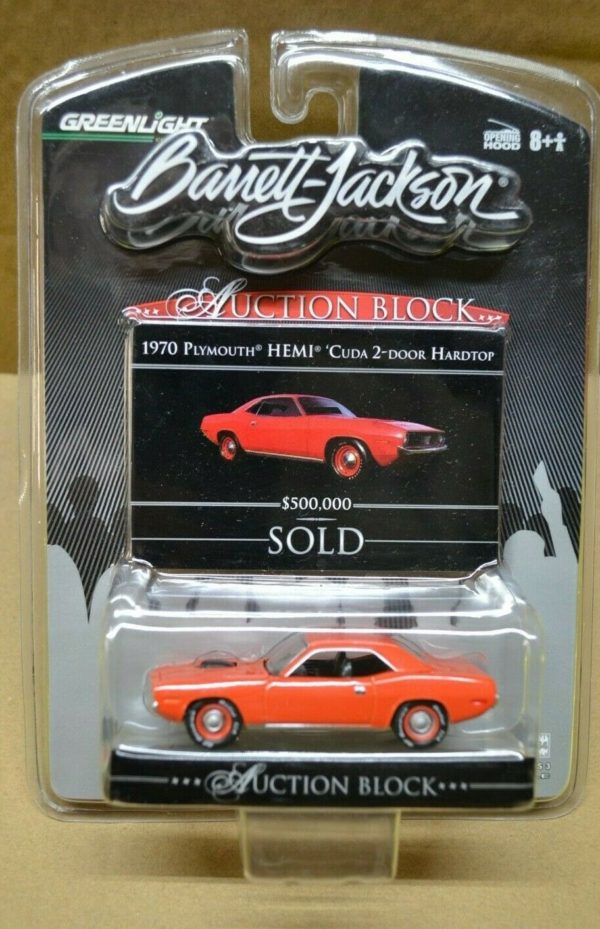 GREENLiGHT
OPENING
HOOD
8+
Barrett-Jackson®
AUCTION BLOCK
1970 PLYMOUTH® HEMI® 'CUDA 2-DOOR HARDTOP
$500,000
SOLD
AUCTION BLOCK